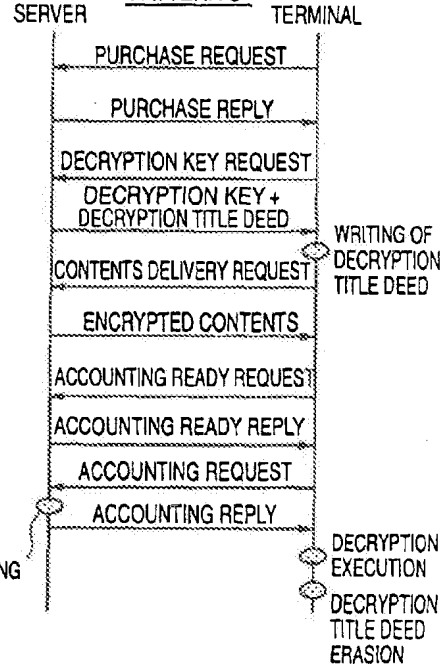 SERVER
TERMINAL
PURCHASE REQUEST
PURCHASE REPLY
DECRYPTION KEY REQUEST
DECRYPTION KEY +
DECRYPTION TITLE DEED
WRITING OF
DECRYPTION
TITLE DEED
CONTENTS DELIVERY REQUEST
ENCRYPTED CONTENTS
ACCOUNTING READY REQUEST
ACCOUNTING READY REPLY
ACCOUNTING REQUEST
ACCOUNTING REPLY
NG
DECRYPTION
EXECUTION
DECRYPTION
TITLE DEED
ERASION